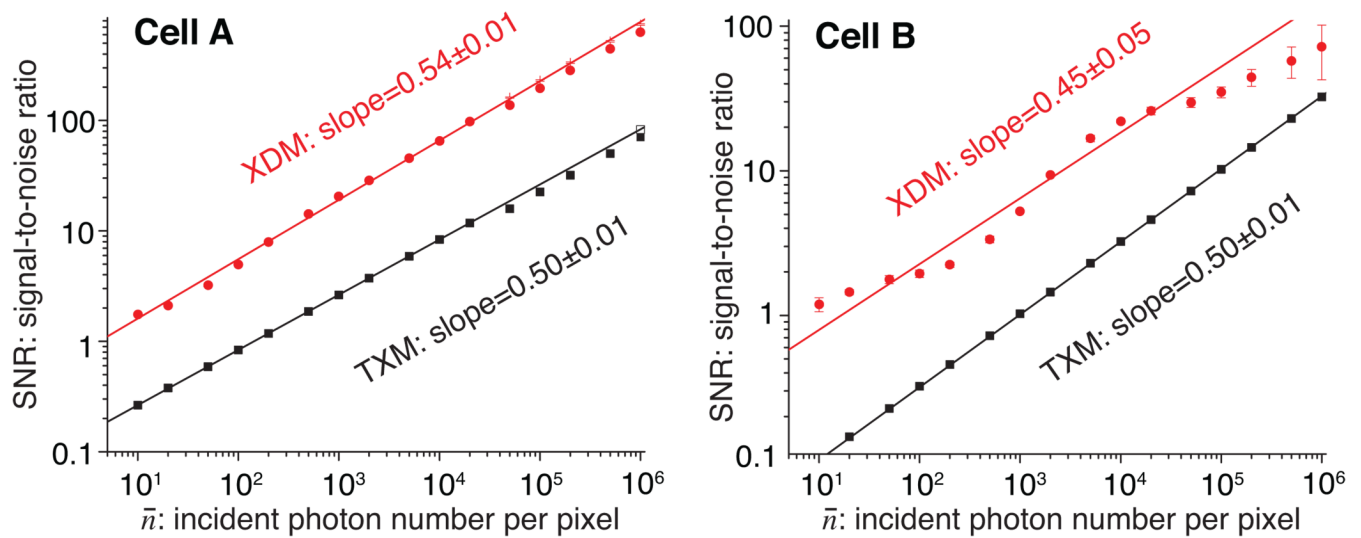 Cell A
SNR: signal-to-noise ratio
100
10
1
0.1
XDM: slope=0.54±0.01
TXM: slope=0.50±0.01
10¹ 10² 10³ 10⁴ 10⁵ 10⁶
n̄: incident photon number per pixel
Cell B
SNR: signal-to-noise ratio
100
10
1
0.1
XDM: slope=0.45±0.05
TXM: slope=0.50±0.01
10¹ 10² 10³ 10⁴ 10⁵ 10⁶
n̄: incident photon number per pixel